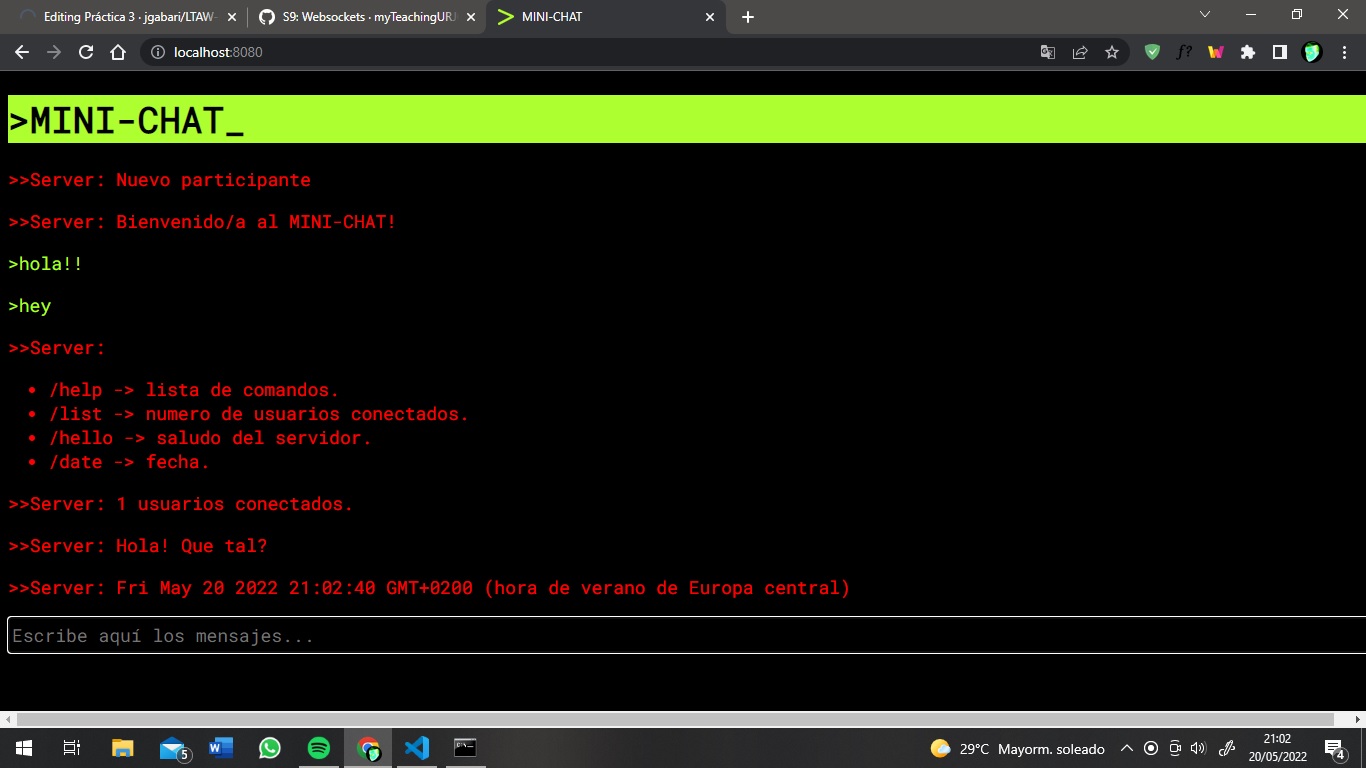 Editing Práctica 3 · jgabari/LTAW-
S9: Websockets · myTeachingURJ
MINI-CHAT
localhost:8080
>MINI-CHAT_
>>Server: Nuevo participante
>>Server: Bienvenido/a al MINI-CHAT!
>hola!!
>hey
>>Server:
• /help -> lista de comandos.
• /list -> numero de usuarios conectados.
• /hello -> saludo del servidor.
• /date -> fecha.
>>Server: 1 usuarios conectados.
>>Server: Hola! Que tal?
>>Server: Fri May 20 2022 21:02:40 GMT+0200 (hora de verano de Europa central)
Escribe aquí los mensajes...
5
29°C Mayorm. soleado
21:02
20/05/2022
4